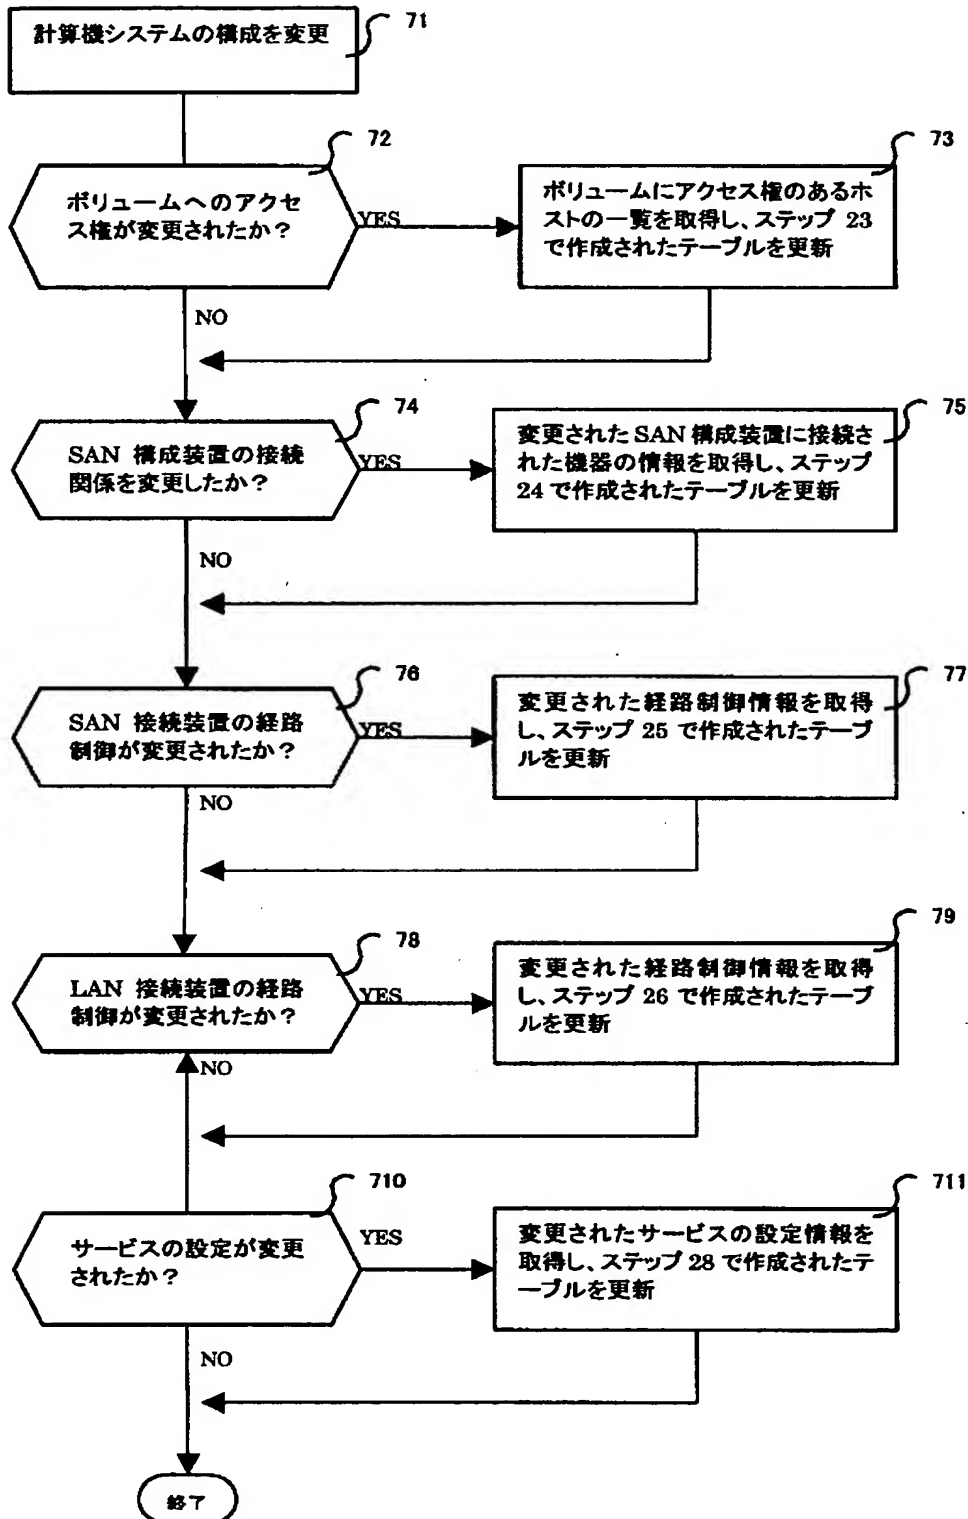 71
計算機システムの構成を変更
72
73
ボリュームへのアクセ
ス権が変更されたか？
YES
ボリュームにアクセス権のあるホ
ストの一覧を取得し、ステップ 23
で作成されたテーブルを更新
NO
74
75
SAN 構成装置の接続
関係を変更したか？
YES
変更された SAN 構成装置に接続さ
れた機器の情報を取得し、ステップ
24 で作成されたテーブルを更新
NO
76
77
SAN 接続装置の経路
制御が変更されたか？
YES
変更された経路制御情報を取得
し、ステップ 25 で作成されたテーブ
ルを更新
NO
78
79
LAN 接続装置の経路
制御が変更されたか？
YES
変更された経路制御情報を取得
し、ステップ 26 で作成されたテーブ
ルを更新
NO
710
711
サービスの設定が変更
されたか？
YES
変更されたサービスの設定情報を
取得し、ステップ 28 で作成されたテ
ーブルを更新
NO
終了